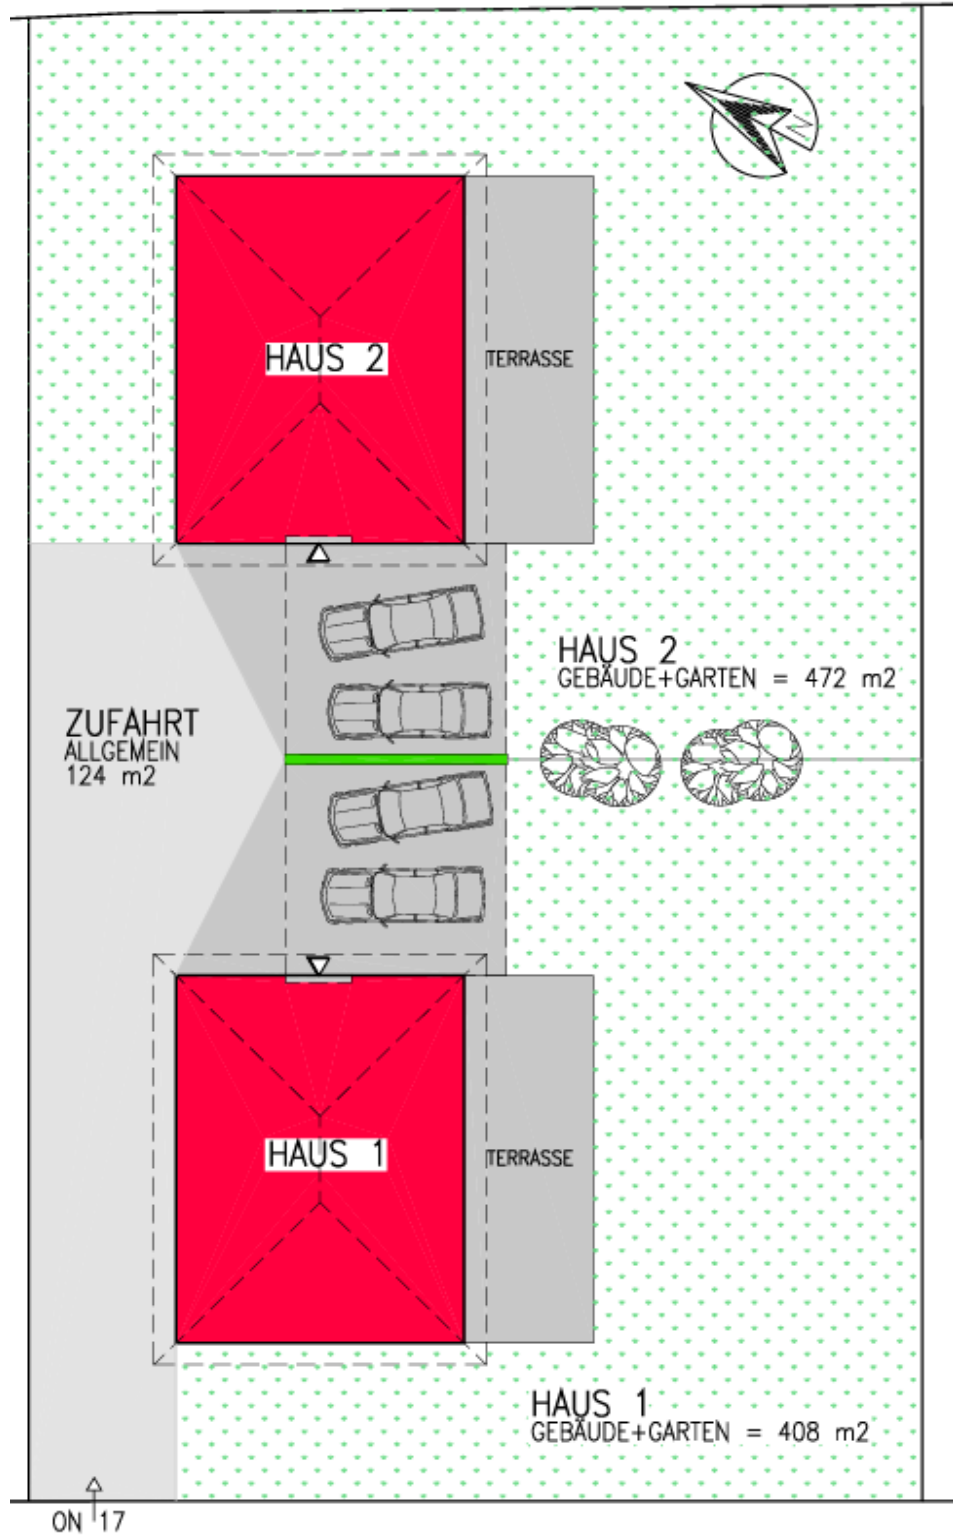 N
HAUS 2
TERRASSE
HAUS 2
GEBÄUDE+GARTEN = 472 m2
ZUFAHRT
ALLGEMEIN
124 m2
HAUS 1
TERRASSE
HAUS 1
GEBÄUDE+GARTEN = 408 m2
ON 17